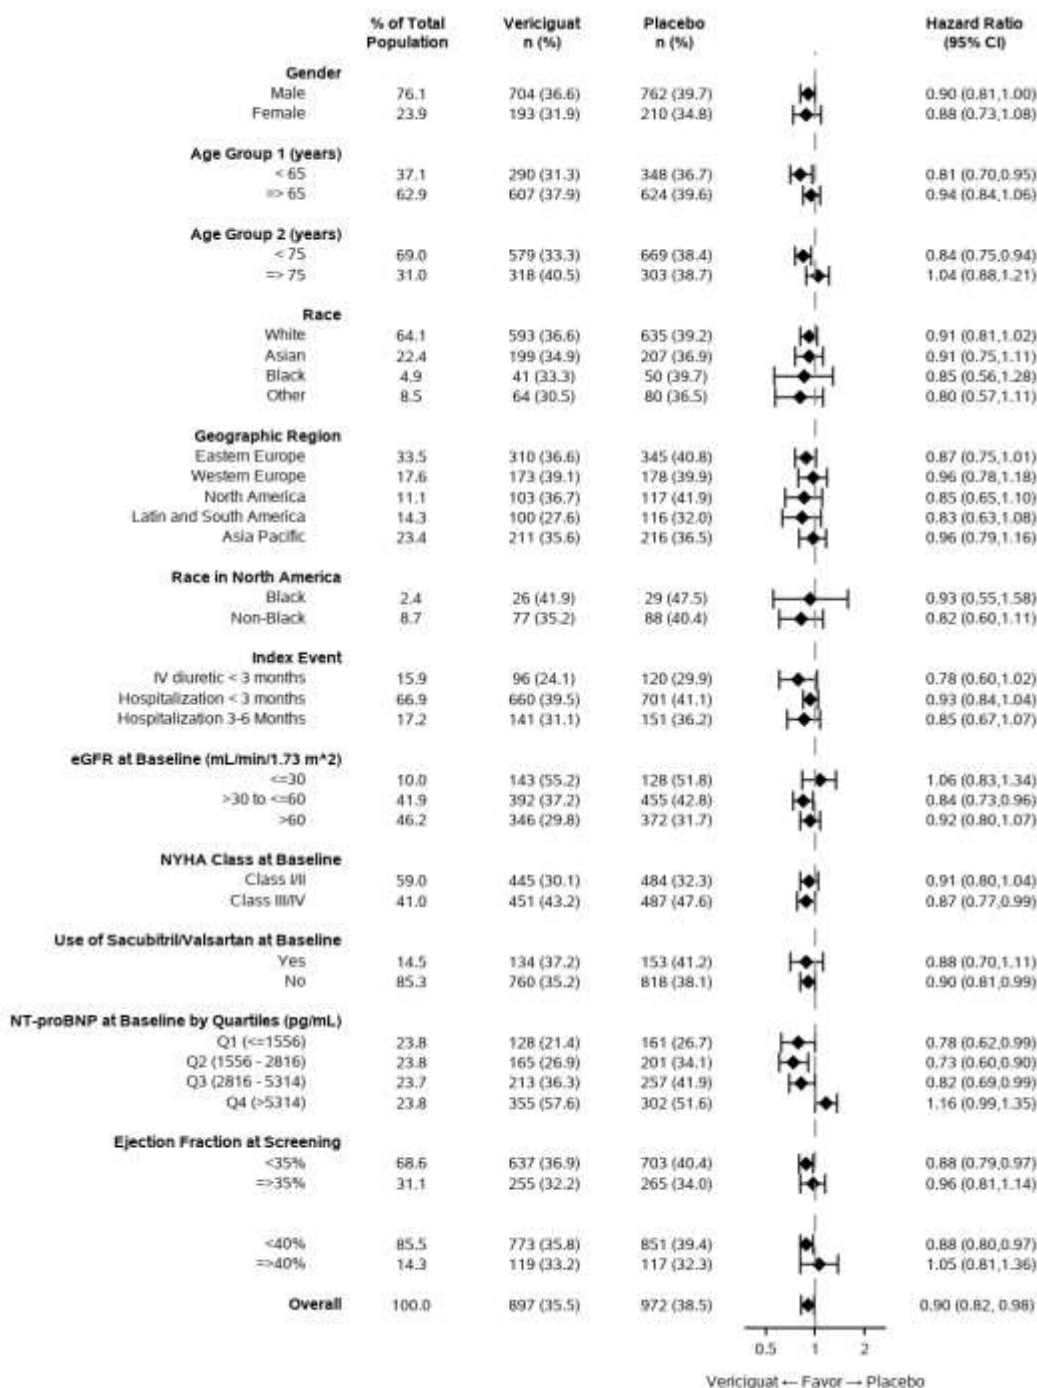 % of Total Population Vericiguat n (%) Placebo n (%) Hazard Ratio (95% CI)
Gender
Male 76.1 704 (36.6) 762 (39.7) 0.90 (0.81,1.00)
Female 23.9 193 (31.9) 210 (34.8) 0.88 (0.73,1.08)
Age Group 1 (years)
< 65 37.1 290 (31.3) 348 (36.7) 0.81 (0.70,0.95)
=> 65 62.9 607 (37.9) 624 (39.6) 0.94 (0.84,1.06)
Age Group 2 (years)
< 75 69.0 579 (33.3) 669 (38.4) 0.84 (0.75,0.94)
=> 75 31.0 318 (40.5) 303 (38.7) 1.04 (0.88,1.21)
Race
White 64.1 593 (36.6) 635 (39.2) 0.91 (0.81,1.02)
Asian 22.4 199 (34.9) 207 (36.9) 0.91 (0.75,1.11)
Black 4.9 41 (33.3) 50 (39.7) 0.85 (0.56,1.28)
Other 8.5 64 (30.5) 80 (36.5) 0.80 (0.57,1.11)
Geographic Region
Eastern Europe 33.5 310 (36.6) 345 (40.8) 0.87 (0.75,1.01)
Western Europe 17.6 173 (39.1) 178 (39.9) 0.96 (0.78,1.18)
North America 11.1 103 (36.7) 117 (41.9) 0.85 (0.65,1.10)
Latin and South America 14.3 100 (27.6) 116 (32.0) 0.83 (0.63,1.08)
Asia Pacific 23.4 211 (35.6) 216 (36.5) 0.96 (0.79,1.16)
Race in North America
Black 2.4 26 (41.9) 29 (47.5) 0.93 (0.55,1.58)
Non-Black 8.7 77 (35.2) 88 (40.4) 0.82 (0.60,1.11)
Index Event
IV diuretic < 3 months 15.9 96 (24.1) 120 (29.9) 0.78 (0.60,1.02)
Hospitalization < 3 months 66.9 660 (39.5) 701 (41.1) 0.93 (0.84,1.04)
Hospitalization 3-6 Months 17.2 141 (31.1) 151 (36.2) 0.85 (0.67,1.07)
eGFR at Baseline (mL/min/1.73 m^2)
<=30 10.0 143 (55.2) 128 (51.8) 1.06 (0.83,1.34)
>30 to <=60 41.9 392 (37.2) 455 (42.8) 0.84 (0.73,0.96)
>60 46.2 346 (29.8) 372 (31.7) 0.92 (0.80,1.07)
NYHA Class at Baseline
Class I/II 59.0 445 (30.1) 484 (32.3) 0.91 (0.80,1.04)
Class III/IV 41.0 451 (43.2) 487 (47.6) 0.87 (0.77,0.99)
Use of Sacubitril/Valsartan at Baseline
Yes 14.5 134 (37.2) 153 (41.2) 0.88 (0.70,1.11)
No 85.3 760 (35.2) 818 (38.1) 0.90 (0.81,0.99)
NT-proBNP at Baseline by Quartiles (pg/mL)
Q1 (<=1556) 23.8 128 (21.4) 161 (26.7) 0.78 (0.62,0.99)
Q2 (1556 - 2816) 23.8 165 (26.9) 201 (34.1) 0.73 (0.60,0.90)
Q3 (2816 - 5314) 23.7 213 (36.3) 257 (41.9) 0.82 (0.69,0.99)
Q4 (>5314) 23.8 355 (57.6) 302 (51.6) 1.16 (0.99,1.35)
Ejection Fraction at Screening
<35% 68.6 637 (36.9) 703 (40.4) 0.88 (0.79,0.97)
=>35% 31.1 255 (32.2) 265 (34.0) 0.96 (0.81,1.14)
<40% 85.5 773 (35.8) 851 (39.4) 0.88 (0.80,0.97)
=>40% 14.3 119 (33.2) 117 (32.3) 1.05 (0.81,1.36)
Overall 100.0 897 (35.5) 972 (38.5) 0.90 (0.82, 0.98)
1
0.5 1 2
Vericiguat ← Favor → Placebo